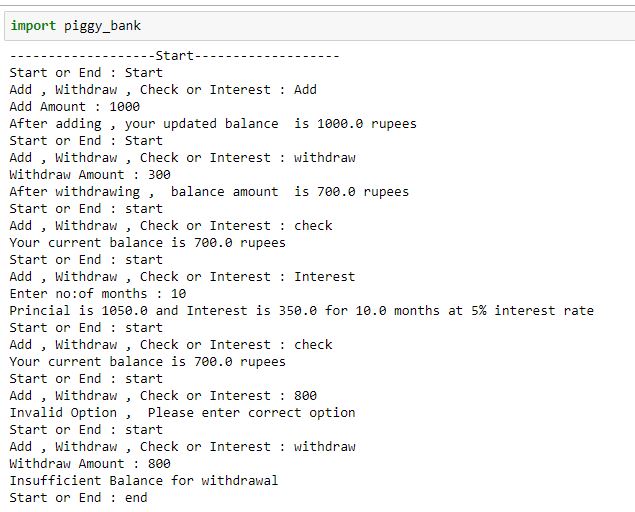 import piggy_bank
-------------------Start-------------------
Start or End : Start
Add , Withdraw , Check or Interest : Add
Add Amount : 1000
After adding , your updated balance  is 1000.0 rupees
Start or End : Start
Add , Withdraw , Check or Interest : withdraw
Withdraw Amount : 300
After withdrawing ,  balance amount  is 700.0 rupees
Start or End : start
Add , Withdraw , Check or Interest : check
Your current balance is 700.0 rupees
Start or End : start
Add , Withdraw , Check or Interest : Interest
Enter no:of months : 10
Princial is 1050.0 and Interest is 350.0 for 10.0 months at 5% interest rate
Start or End : start
Add , Withdraw , Check or Interest : check
Your current balance is 700.0 rupees
Start or End : start
Add , Withdraw , Check or Interest : 800
Invalid Option ,  Please enter correct option
Start or End : start
Add , Withdraw , Check or Interest : withdraw
Withdraw Amount : 800
Insufficient Balance for withdrawal
Start or End : end